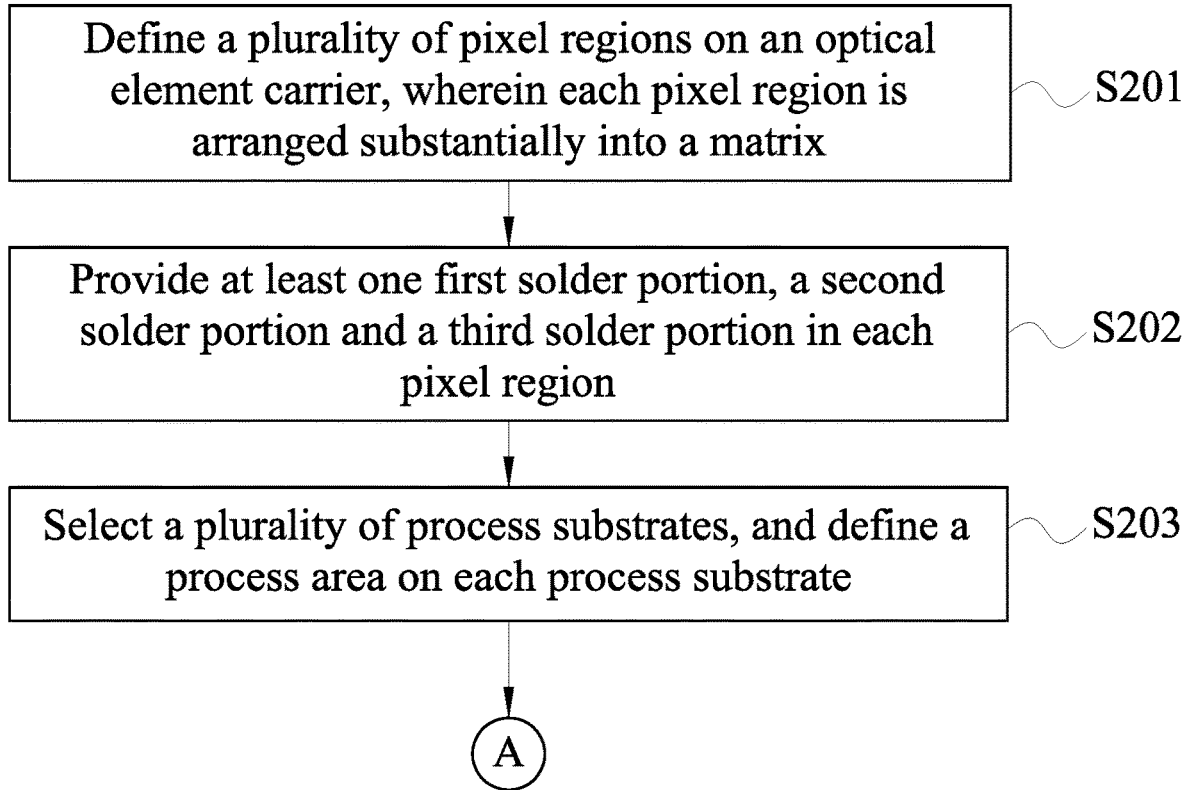 Define a plurality of pixel regions on an optical
element carrier, wherein each pixel region is
arranged substantially into a matrix
S201
Provide at least one first solder portion, a second
solder portion and a third solder portion in each
pixel region
S202
Select a plurality of process substrates, and define a
process area on each process substrate
S203
A